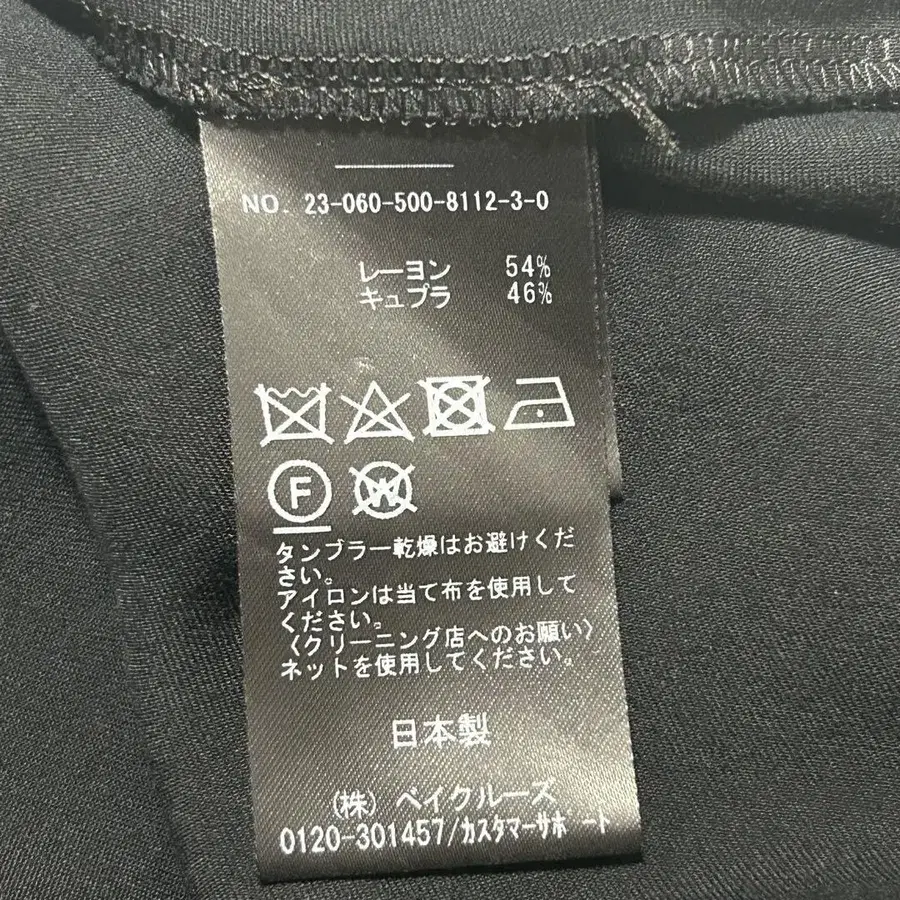 NO. 23-060-500-8112-3-0
レーヨン 54%
キュプラ 46%
F W
タンブラー乾燥はお避けくだ
さい。
アイロンは当て布を使用して
ください。
〈クリーニング店へのお願い〉
ネットを使用してください。
日本製
(株) ベイクルーズ
0120-301457/カスタマーサポート